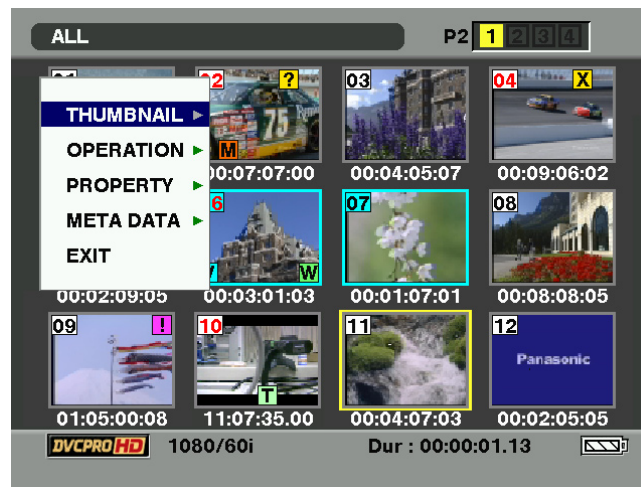 ALL P2 1 2 3 4
02 ? 03 04 X
THUMBNAIL
75
OPERATION M
00:07:07:00 00:04:05:07 00:09:06:02
PROPERTY
6 07 08
META DATA
EXIT
W
00:02:09:05 00:03:01:03 00:01:07:01 00:08:08:05
09 ! 10 11 12
Panasonic
T
01:05:00:08 11:07:35.00 00:04:07:03 00:02:05:05
DVCPRO HD 1080/60i Dur : 00:00:01.13